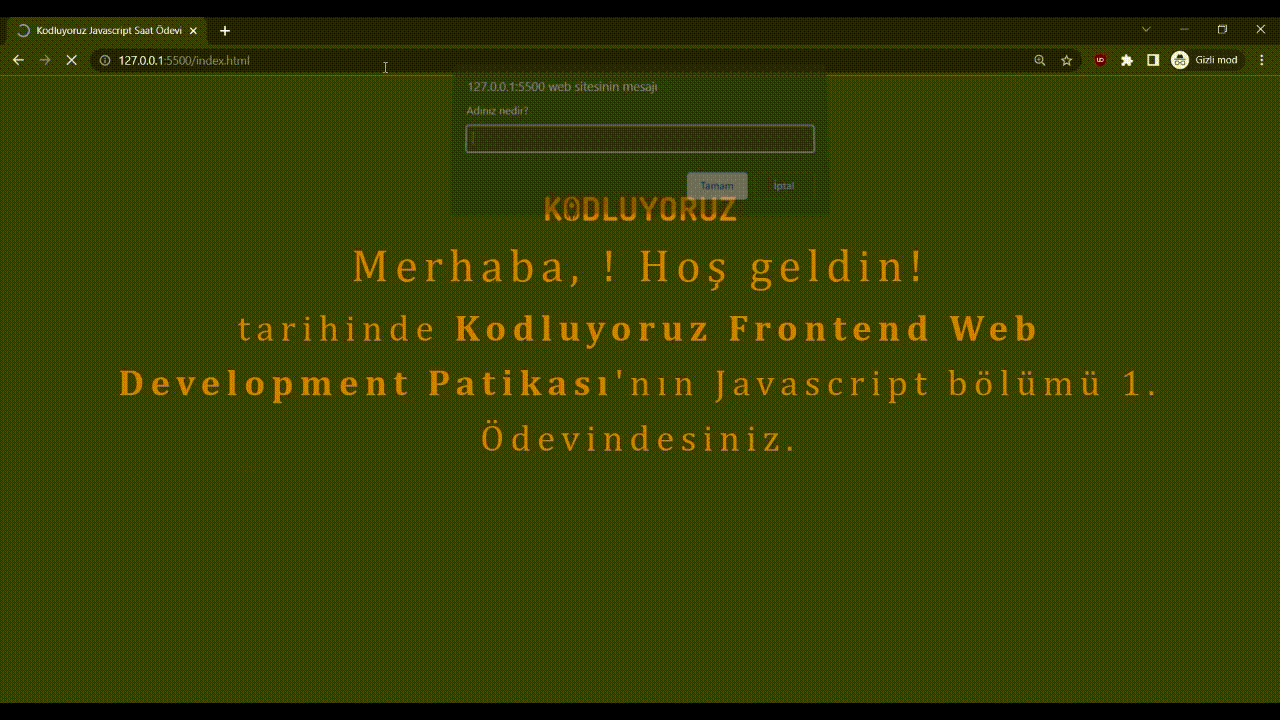 Kodluyoruz Javascript Saat Ödevi
127.0.0.1:5500/index.html
Gizli mod
127.0.0.1:5500 web sitesinin mesajı
Adınız nedir?
Tamam
İptal
KODLUYORUZ
Merhaba, ! Hoş geldin!
tarihinde Kodluyoruz Frontend Web
Development Patikası'nın Javascript bölümü 1.
Ödevindesiniz.